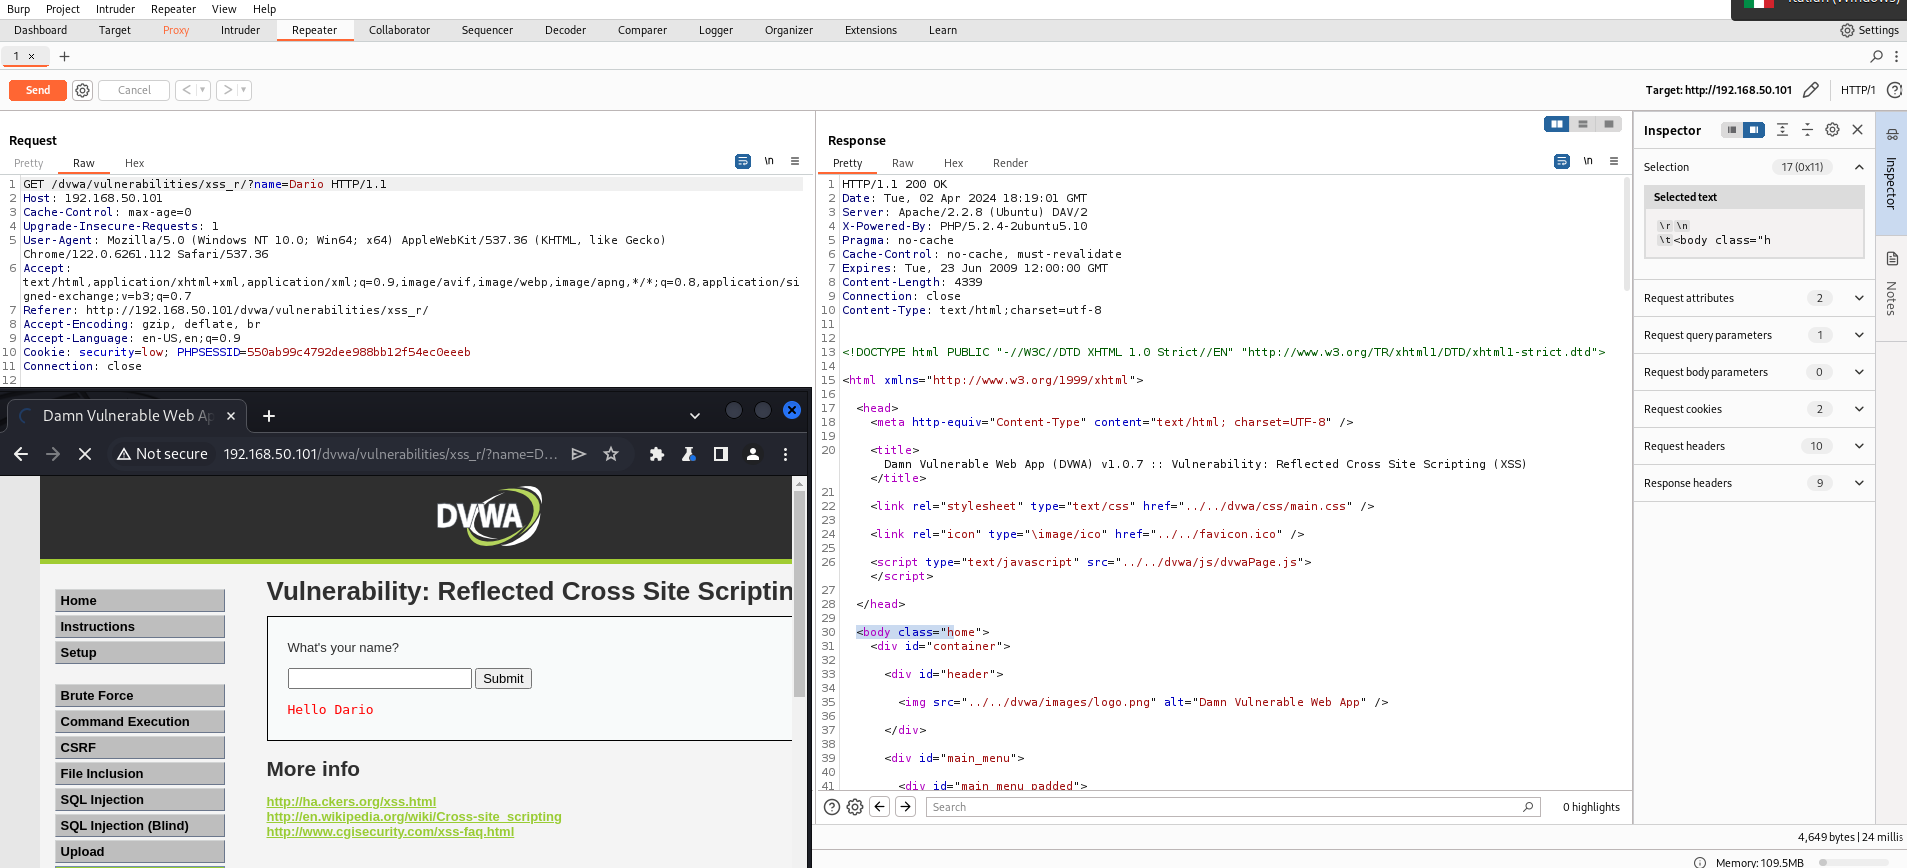 Burp Project Intruder Repeater View Help
Dashboard Target Proxy Intruder Repeater Collaborator Sequencer Decoder Comparer Logger Organizer Extensions Learn Settings
1 × +
Send Cancel < > Target: http://192.168.50.101 HTTP/1
Request
Pretty Raw Hex \n
1 GET /dvwa/vulnerabilities/xss_r/?name=Dario HTTP/1.1
2 Host: 192.168.50.101
3 Cache-Control: max-age=0
4 Upgrade-Insecure-Requests: 1
5 User-Agent: Mozilla/5.0 (Windows NT 10.0; Win64; x64) AppleWebKit/537.36 (KHTML, like Gecko)
Chrome/122.0.6261.112 Safari/537.36
6 Accept:
text/html,application/xhtml+xml,application/xml;q=0.9,image/avif,image/webp,image/apng,*/*;q=0.8,application/si
gned-exchange;v=b3;q=0.7
7 Referer: http://192.168.50.101/dvwa/vulnerabilities/xss_r/
8 Accept-Encoding: gzip, deflate, br
9 Accept-Language: en-US,en;q=0.9
10 Cookie: security=low; PHPSESSID=550ab99c4792dee988bb12f54ec0eeeb
11 Connection: close
12
Damn Vulnerable Web Ap × +
Not secure 192.168.50.101/dvwa/vulnerabilities/xss_r/?name=D...
DVWA
Home
Instructions
Setup
Brute Force
Command Execution
CSRF
File Inclusion
SQL Injection
SQL Injection (Blind)
Upload
Vulnerability: Reflected Cross Site Scriptin
What's your name?
Submit
Hello Dario
More info
http://ha.ckers.org/xss.html
http://en.wikipedia.org/wiki/Cross-site_scripting
http://www.cgisecurity.com/xss-faq.html
Response
Pretty Raw Hex Render \n
1 HTTP/1.1 200 OK
2 Date: Tue, 02 Apr 2024 18:19:01 GMT
3 Server: Apache/2.2.8 (Ubuntu) DAV/2
4 X-Powered-By: PHP/5.2.4-2ubuntu5.10
5 Pragma: no-cache
6 Cache-Control: no-cache, must-revalidate
7 Expires: Tue, 23 Jun 2009 12:00:00 GMT
8 Content-Length: 4339
9 Connection: close
10 Content-Type: text/html;charset=utf-8
11
12
13 <!DOCTYPE html PUBLIC "-//W3C//DTD XHTML 1.0 Strict//EN" "http://www.w3.org/TR/xhtml1/DTD/xhtml1-strict.dtd">
14
15 <html xmlns="http://www.w3.org/1999/xhtml">
16
17 <head>
18 <meta http-equiv="Content-Type" content="text/html; charset=UTF-8" />
19
20 <title>
Damn Vulnerable Web App (DVWA) v1.0.7 :: Vulnerability: Reflected Cross Site Scripting (XSS)
</title>
21
22 <link rel="stylesheet" type="text/css" href="../../dvwa/css/main.css" />
23
24 <link rel="icon" type="\image/ico" href="../../favicon.ico" />
25
26 <script type="text/javascript" src="../../dvwa/js/dvwaPage.js">
</script>
27
28 </head>
29
30 <body class="home">
31 <div id="container">
32
33 <div id="header">
34
35 <img src="../../dvwa/images/logo.png" alt="Damn Vulnerable Web App" />
36
37 </div>
38
39 <div id="main_menu">
40
41 <div id="main_menu_padded">
Search 0 highlights
4,649 bytes | 24 millis
Memory: 109.5MB
Inspector
Selection 17 (0x11)
Selected text
\r \n
\t <body class="h
Request attributes 2
Request query parameters 1
Request body parameters 0
Request cookies 2
Request headers 10
Response headers 9
Inspector
Notes